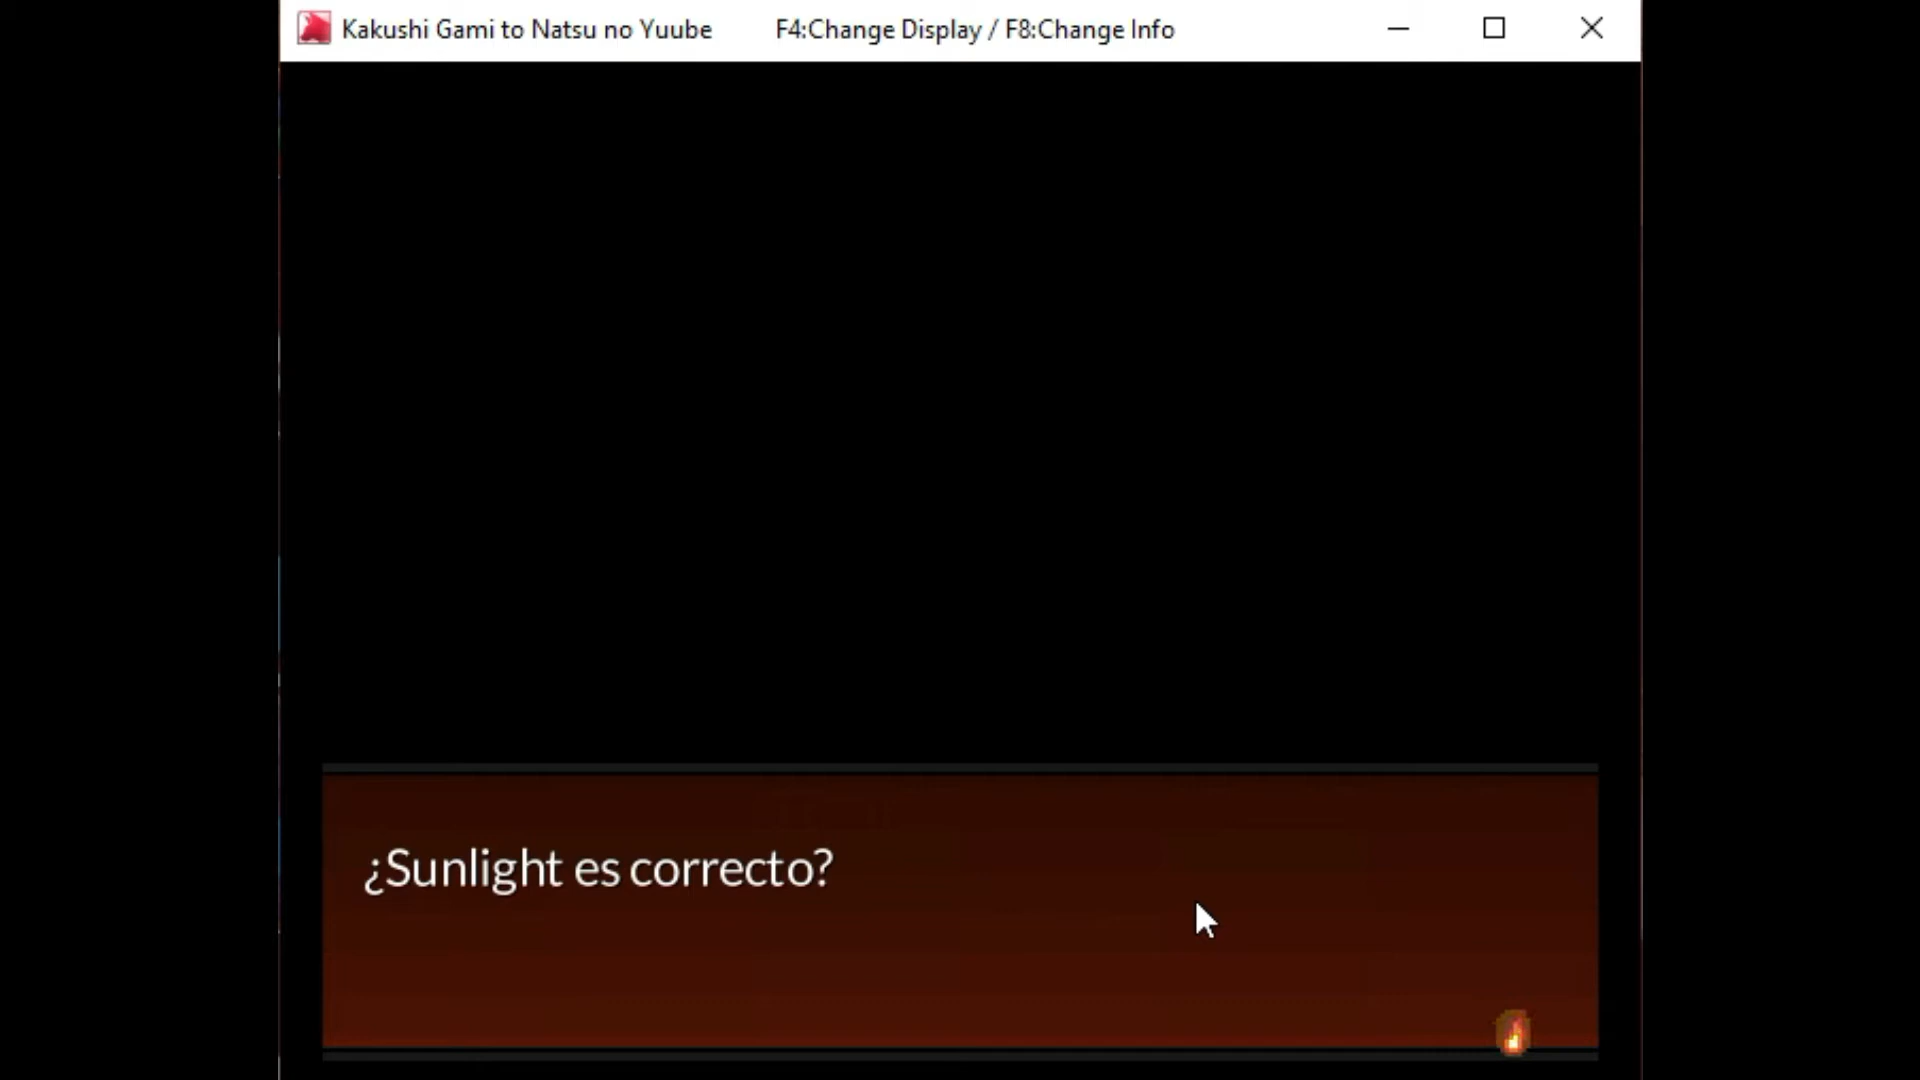 Kakushi Gami to Natsu no Yuube F4:Change Display / F8:Change Info
¿Sunlight es correcto?